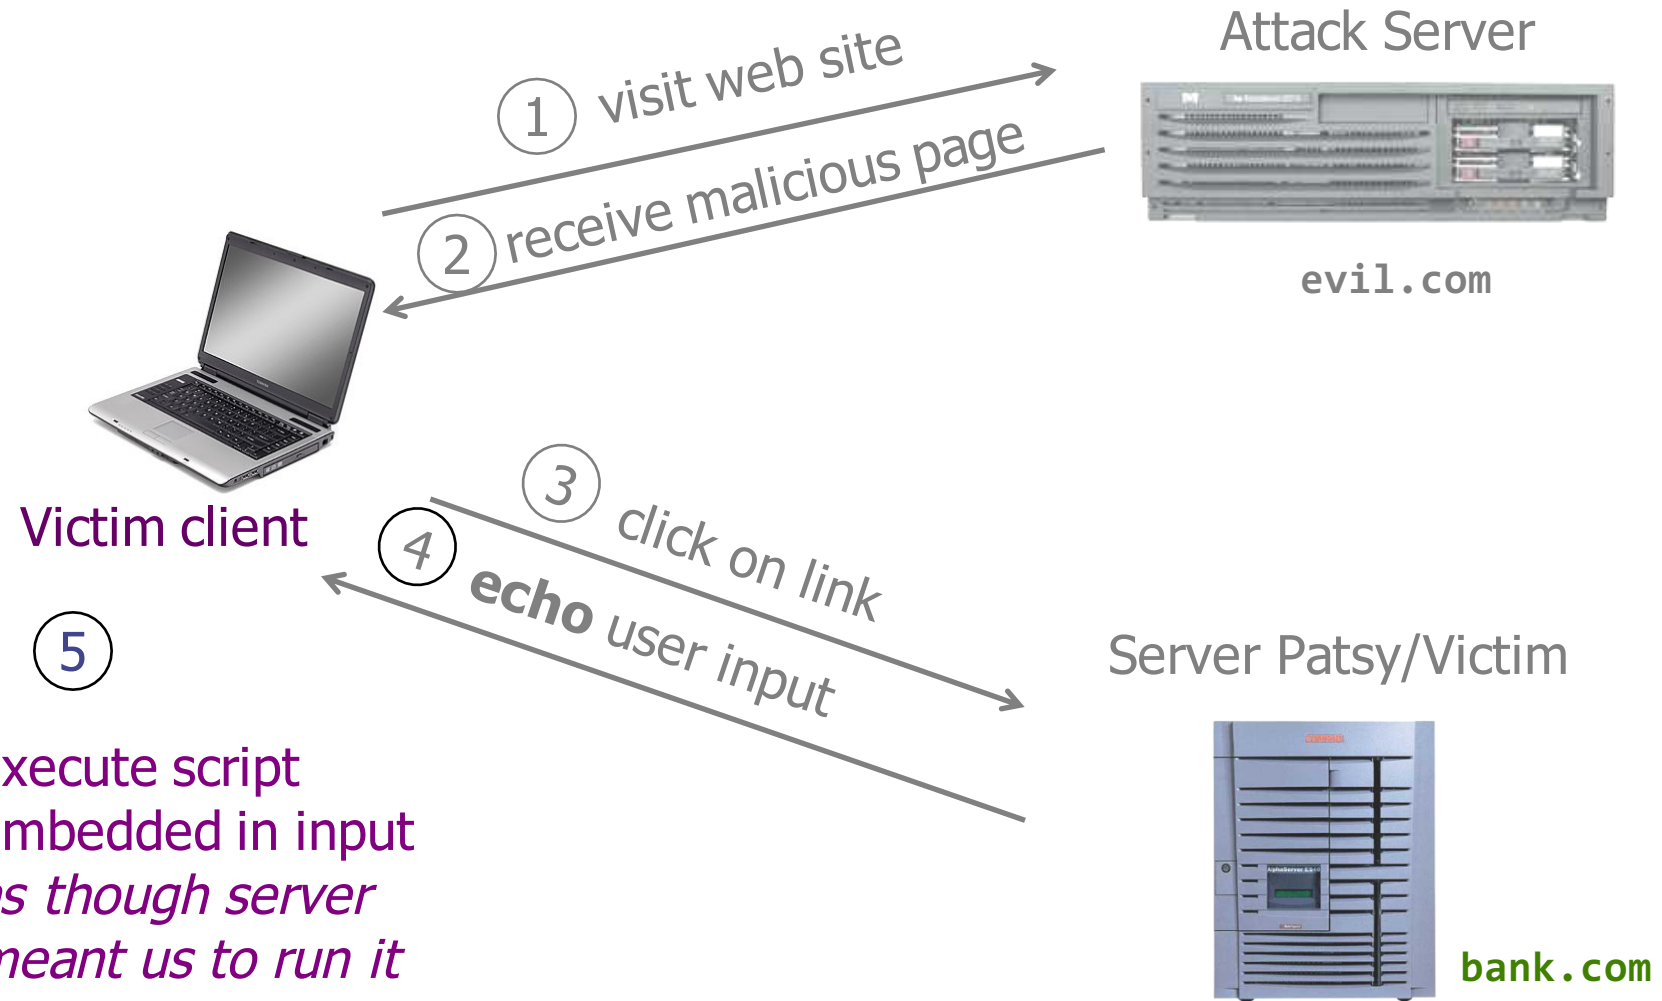 Attack Server
1 visit web site
2 receive malicious page
evil.com
Victim client
3 click on link
4 echo user input
5
Server Patsy/Victim
xecute script
mbedded in input
s though server
meant us to run it
bank.com